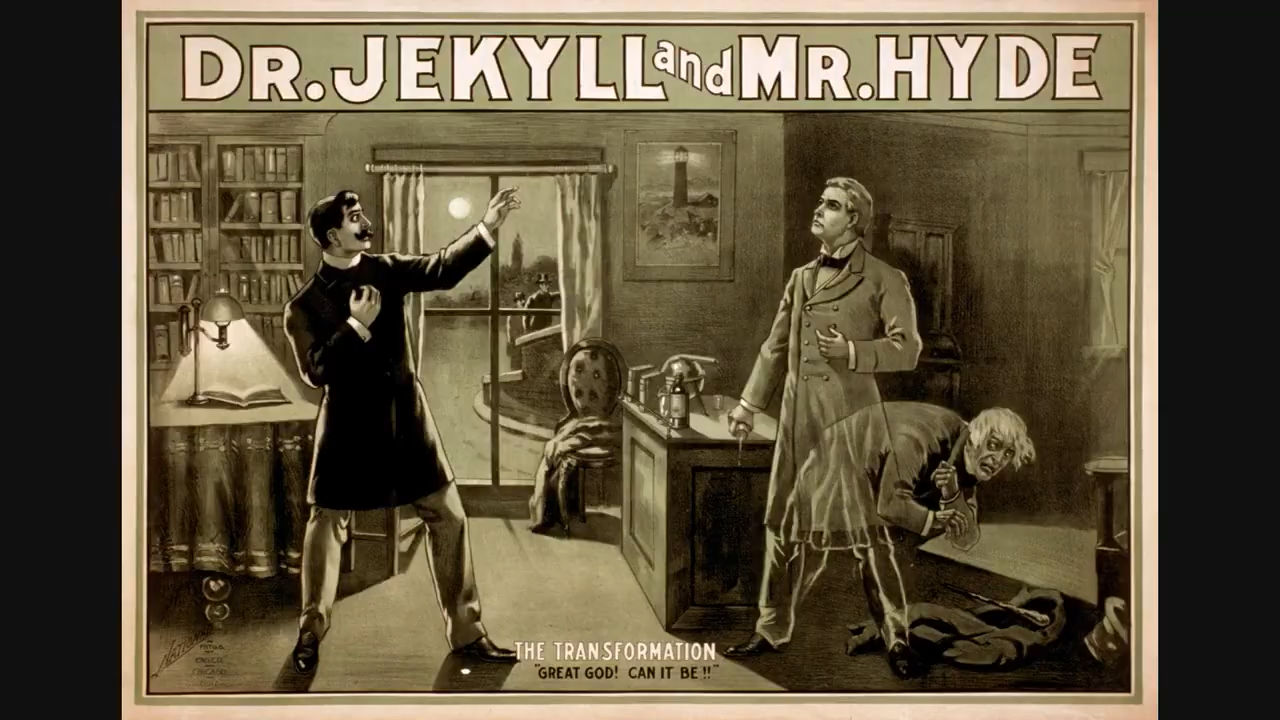 DR. JEKYLL and MR. HYDE
THE TRANSFORMATION
"GREAT GOD! CAN IT BE!!"